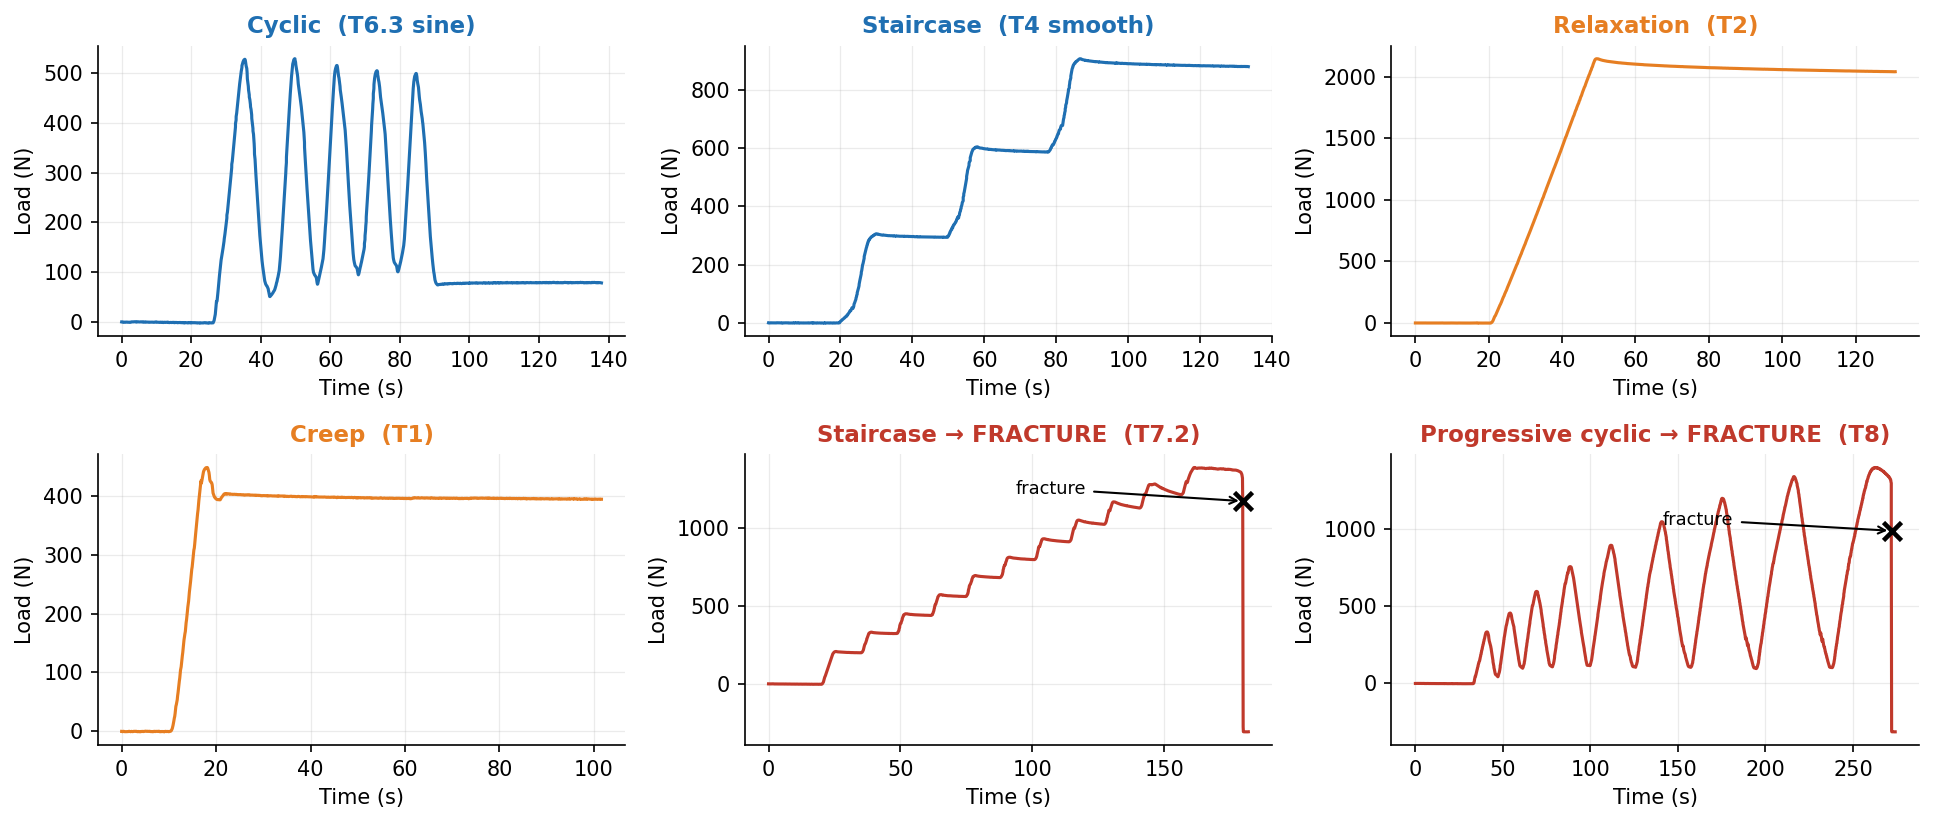 Cyclic  (T6.3 sine)
Load (N)
500
400
300
200
100
0
0 20 40 60 80 100 120 140
Time (s)
Staircase  (T4 smooth)
Load (N)
800
600
400
200
0
0 20 40 60 80 100 120 140
Time (s)
Relaxation  (T2)
Load (N)
2000
1500
1000
500
0
0 20 40 60 80 100 120
Time (s)
Creep  (T1)
Load (N)
400
300
200
100
0
0 20 40 60 80 100
Time (s)
Staircase → FRACTURE  (T7.2)
Load (N)
1000
500
0
fracture
0 50 100 150
Time (s)
Progressive cyclic → FRACTURE  (T8)
Load (N)
1000
500
0
fracture
0 50 100 150 200 250
Time (s)